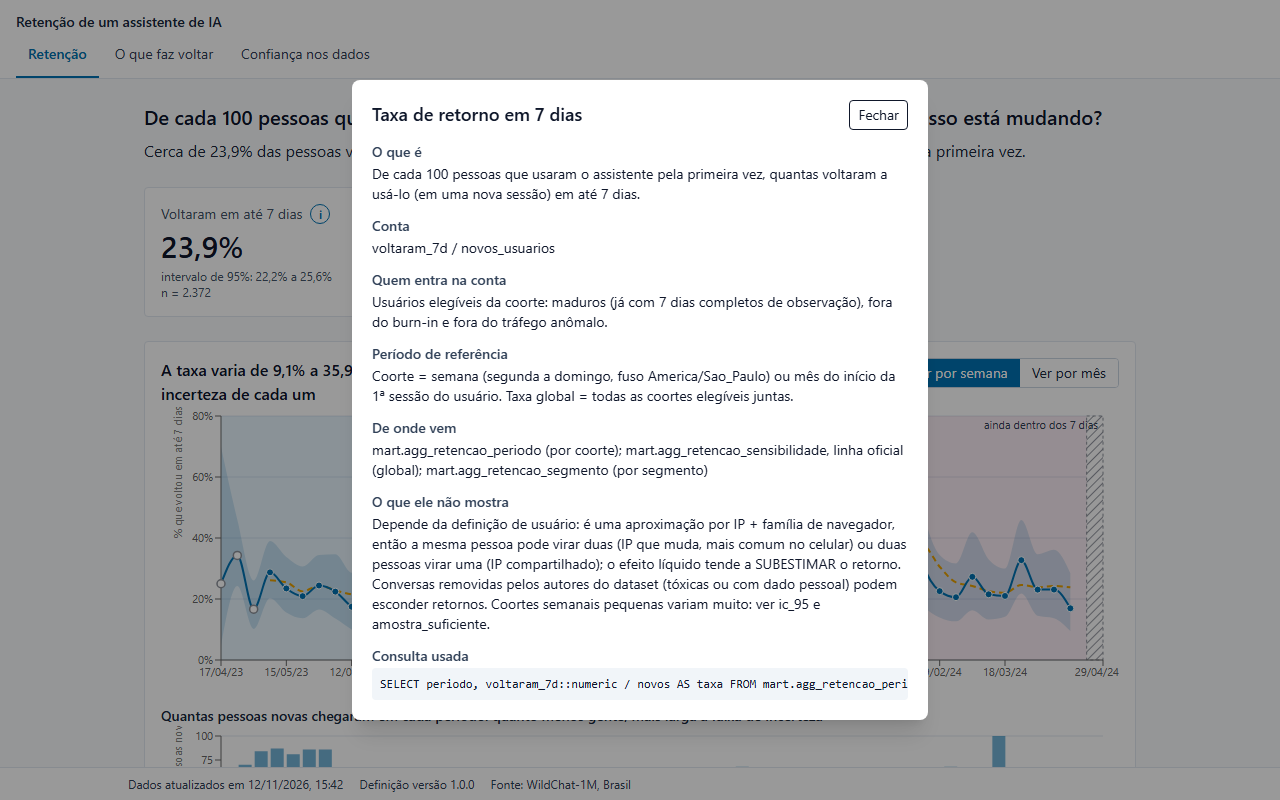 Retenção de um assistente de IA
Retenção O que faz voltar Confiança nos dados
De cada 100 pessoas qu
sso está mudando?
Cerca de 23,9% das pessoas v
a primeira vez.
Voltaram em até 7 dias i
23,9%
intervalo de 95%: 22,2% a 25,6%
n = 2.372
A taxa varia de 9,1% a 35,9
incerteza de cada um
r por semana Ver por mês
% que voltou em até 7 dias
80%
60%
40%
20%
0%
ainda dentro dos 7 dias
17/04/23 15/05/23 12/0
/02/24 18/03/24 29/04/24
Quantas pessoas novas chegaram em cada período: quanto menos gente, mais larga a faixa de incerteza
soas nov
100
75
Taxa de retorno em 7 dias
Fechar
O que é
De cada 100 pessoas que usaram o assistente pela primeira vez, quantas voltaram a
usá-lo (em uma nova sessão) em até 7 dias.
Conta
voltaram_7d / novos_usuarios
Quem entra na conta
Usuários elegíveis da coorte: maduros (já com 7 dias completos de observação), fora
do burn-in e fora do tráfego anômalo.
Período de referência
Coorte = semana (segunda a domingo, fuso America/Sao_Paulo) ou mês do início da
1ª sessão do usuário. Taxa global = todas as coortes elegíveis juntas.
De onde vem
mart.agg_retencao_periodo (por coorte); mart.agg_retencao_sensibilidade, linha oficial
(global); mart.agg_retencao_segmento (por segmento)
O que ele não mostra
Depende da definição de usuário: é uma aproximação por IP + família de navegador,
então a mesma pessoa pode virar duas (IP que muda, mais comum no celular) ou duas
pessoas virar uma (IP compartilhado); o efeito líquido tende a SUBESTIMAR o retorno.
Conversas removidas pelos autores do dataset (tóxicas ou com dado pessoal) podem
esconder retornos. Coortes semanais pequenas variam muito: ver ic_95 e
amostra_suficiente.
Consulta usada
SELECT periodo, voltaram_7d::numeric / novos AS taxa FROM mart.agg_retencao_peri
Dados atualizados em 12/11/2026, 15:42 Definição versão 1.0.0 Fonte: WildChat-1M, Brasil